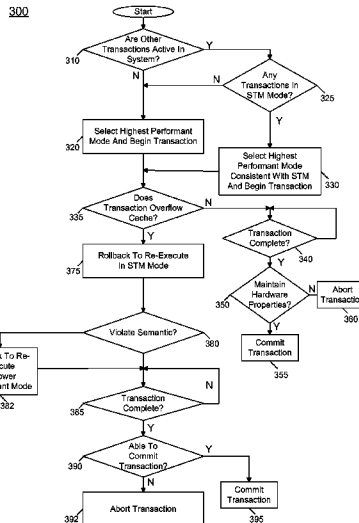 300
Start
Are Other
Transactions Active In
System?
310
Y
N
Any
Transactions In
STM Mode?
325
N
Y
Select Highest Performant
Mode And Begin Transaction
320
Select Highest
Performant Mode
Consistent With STM
And Begin Transaction
330
Does
Transaction Overflow
Cache?
335
N
Y
Transaction
Complete?
340
Y
Rollback To Re-Execute
In STM Mode
375
Maintain
Hardware
Properties?
350
N
Y
Abort
Transaction
360
Commit
Transaction
355
Violate Semantic?
380
To Re-
Mode
382
N
Transaction
Complete?
385
Y
Able To
Commit
Transaction?
390
Y
N
Commit
Transaction
395
Abort Transaction
392